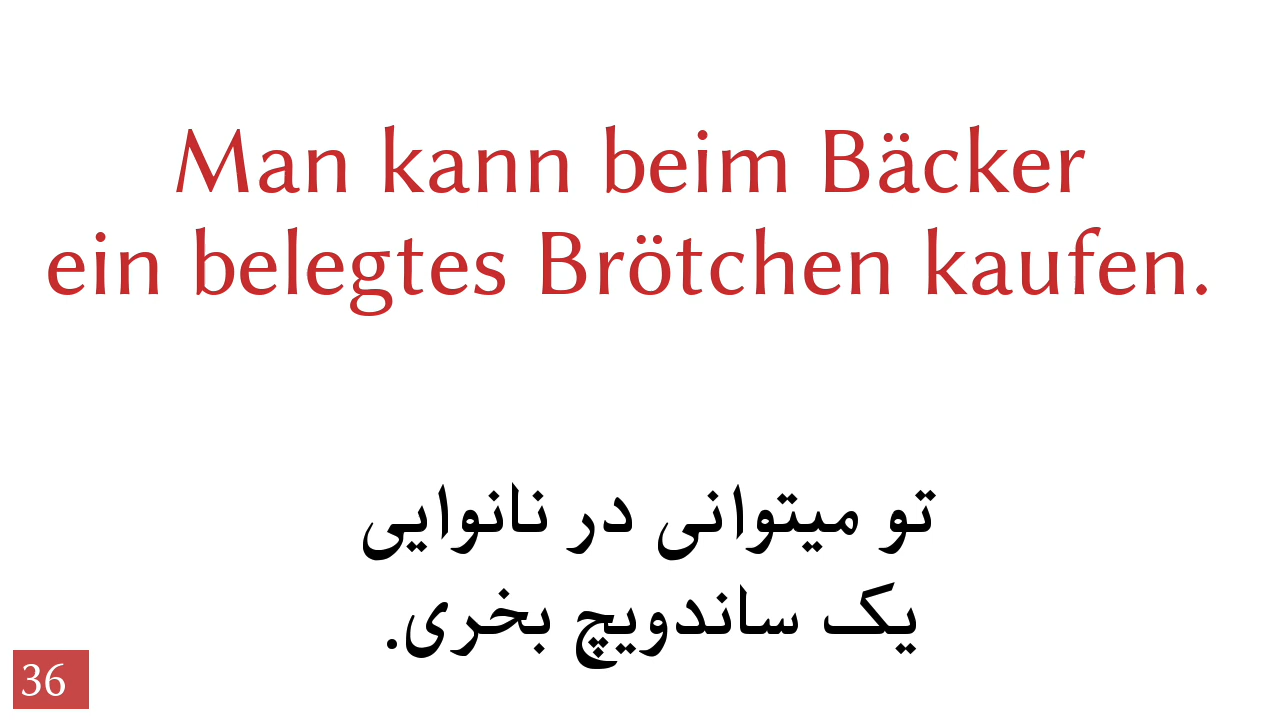 Man kann beim Bäcker
ein belegtes Brötchen kaufen.
تو میتوانی در نانوایی
یک ساندویچ بخری.
36